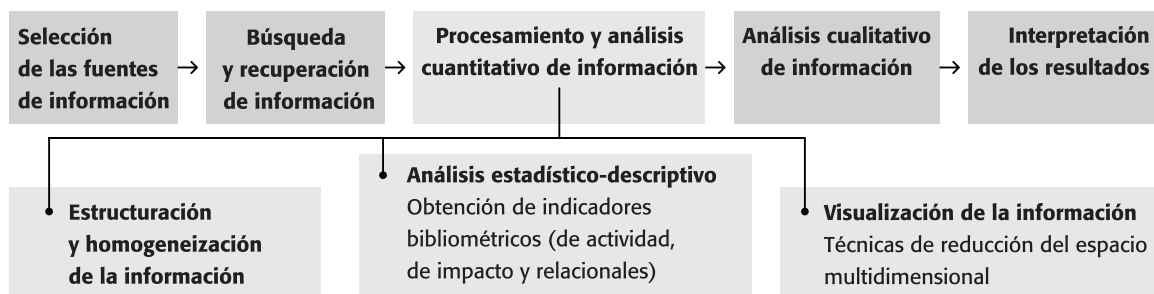 Selección
de las fuentes
de información
Búsqueda
y recuperación
de información
Procesamiento y análisis
cuantitativo de información
Análisis cualitativo
de información
Interpretación
de los resultados
Estructuración
y homogeneización
de la información
Análisis estadístico-descriptivo
Obtención de indicadores
bibliométricos (de actividad,
de impacto y relacionales)
Visualización de la información
Técnicas de reducción del espacio
multidimensional